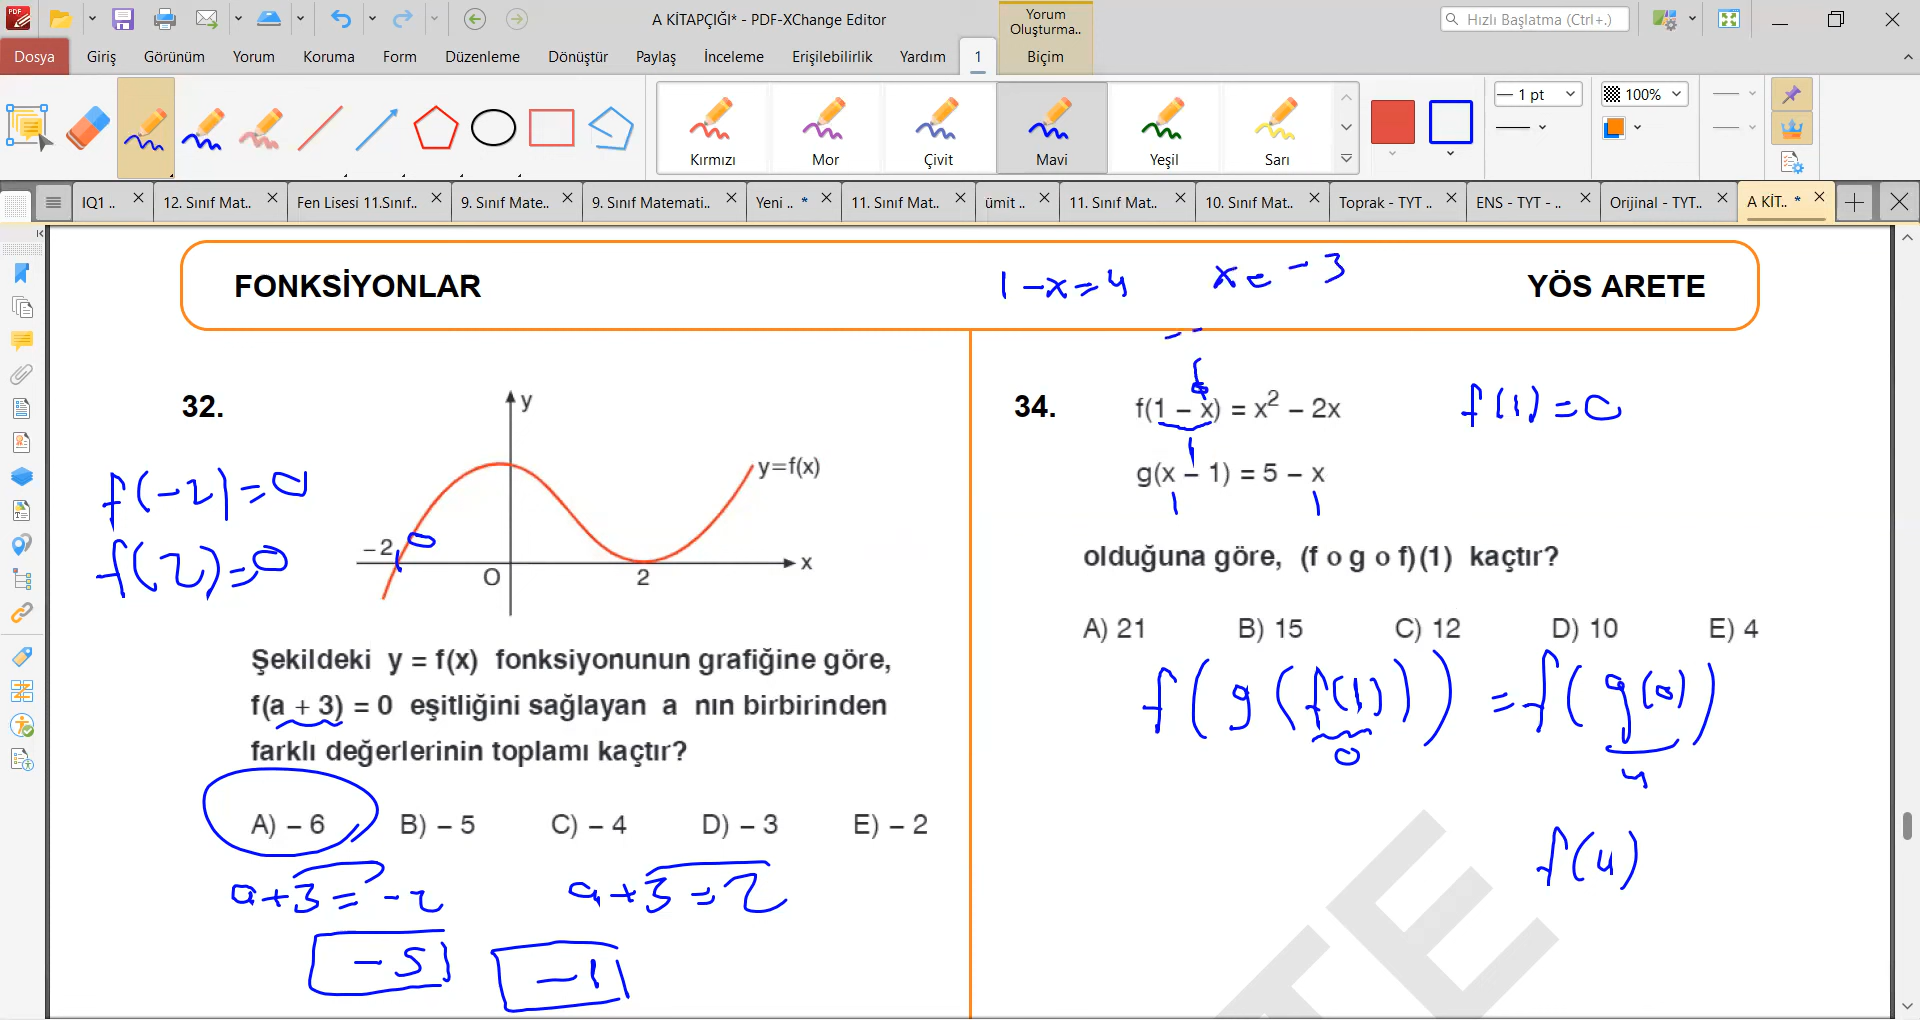 A KİTAPÇIĞI* - PDF-XChange Editor
Yorum Oluşturma..
Hızlı Başlatma (Ctrl+.)
Dosya Giriş Görünüm Yorum Koruma Form Düzenleme Dönüştür Paylaş İnceleme Erişilebilirlik Yardım 1 Biçim
1 pt 100%
Kırmızı Mor Çivit Mavi Yeşil Sarı
IQ1 .. 12. Sınıf Mat.. Fen Lisesi 11.Sınıf.. 9. Sınıf Mate.. 9. Sınıf Matemati.. Yeni .. * 11. Sınıf Mat.. ümit .. 11. Sınıf Mat.. 10. Sınıf Mat.. Toprak - TYT .. ENS - TYT - .. Orijinal - TYT.. A KİT.. *
FONKSİYONLAR
1 - x = 4 x = - 3
YÖS ARETE
32.
y
y=f(x)
-2
0
O
2
x
f(-2)=0
f(2)=0
Şekildeki y = f(x) fonksiyonunun grafiğine göre,
f(a + 3) = 0 eşitliğini sağlayan a nın birbirinden
farklı değerlerinin toplamı kaçtır?
A) – 6 B) – 5 C) – 4 D) – 3 E) – 2
a+3=-2 a+3=2
-5 -1
34.
f(1 – x) = x² – 2x
f(1)=0
g(x – 1) = 5 – x
1 1
olduğuna göre, (f o g o f)(1) kaçtır?
A) 21 B) 15 C) 12 D) 10 E) 4
f(g(f(1))) = f(g(0))
0 4
f(4)
TE